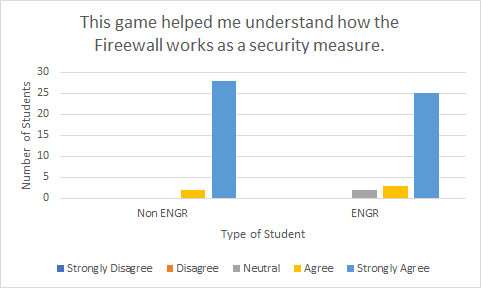 This game helped me understand how the
Fireewall works as a security measure.
30
25
20
15
10
5
0
Number of Students
Non ENGR
ENGR
Type of Student
Strongly Disagree
Disagree
Neutral
Agree
Strongly Agree